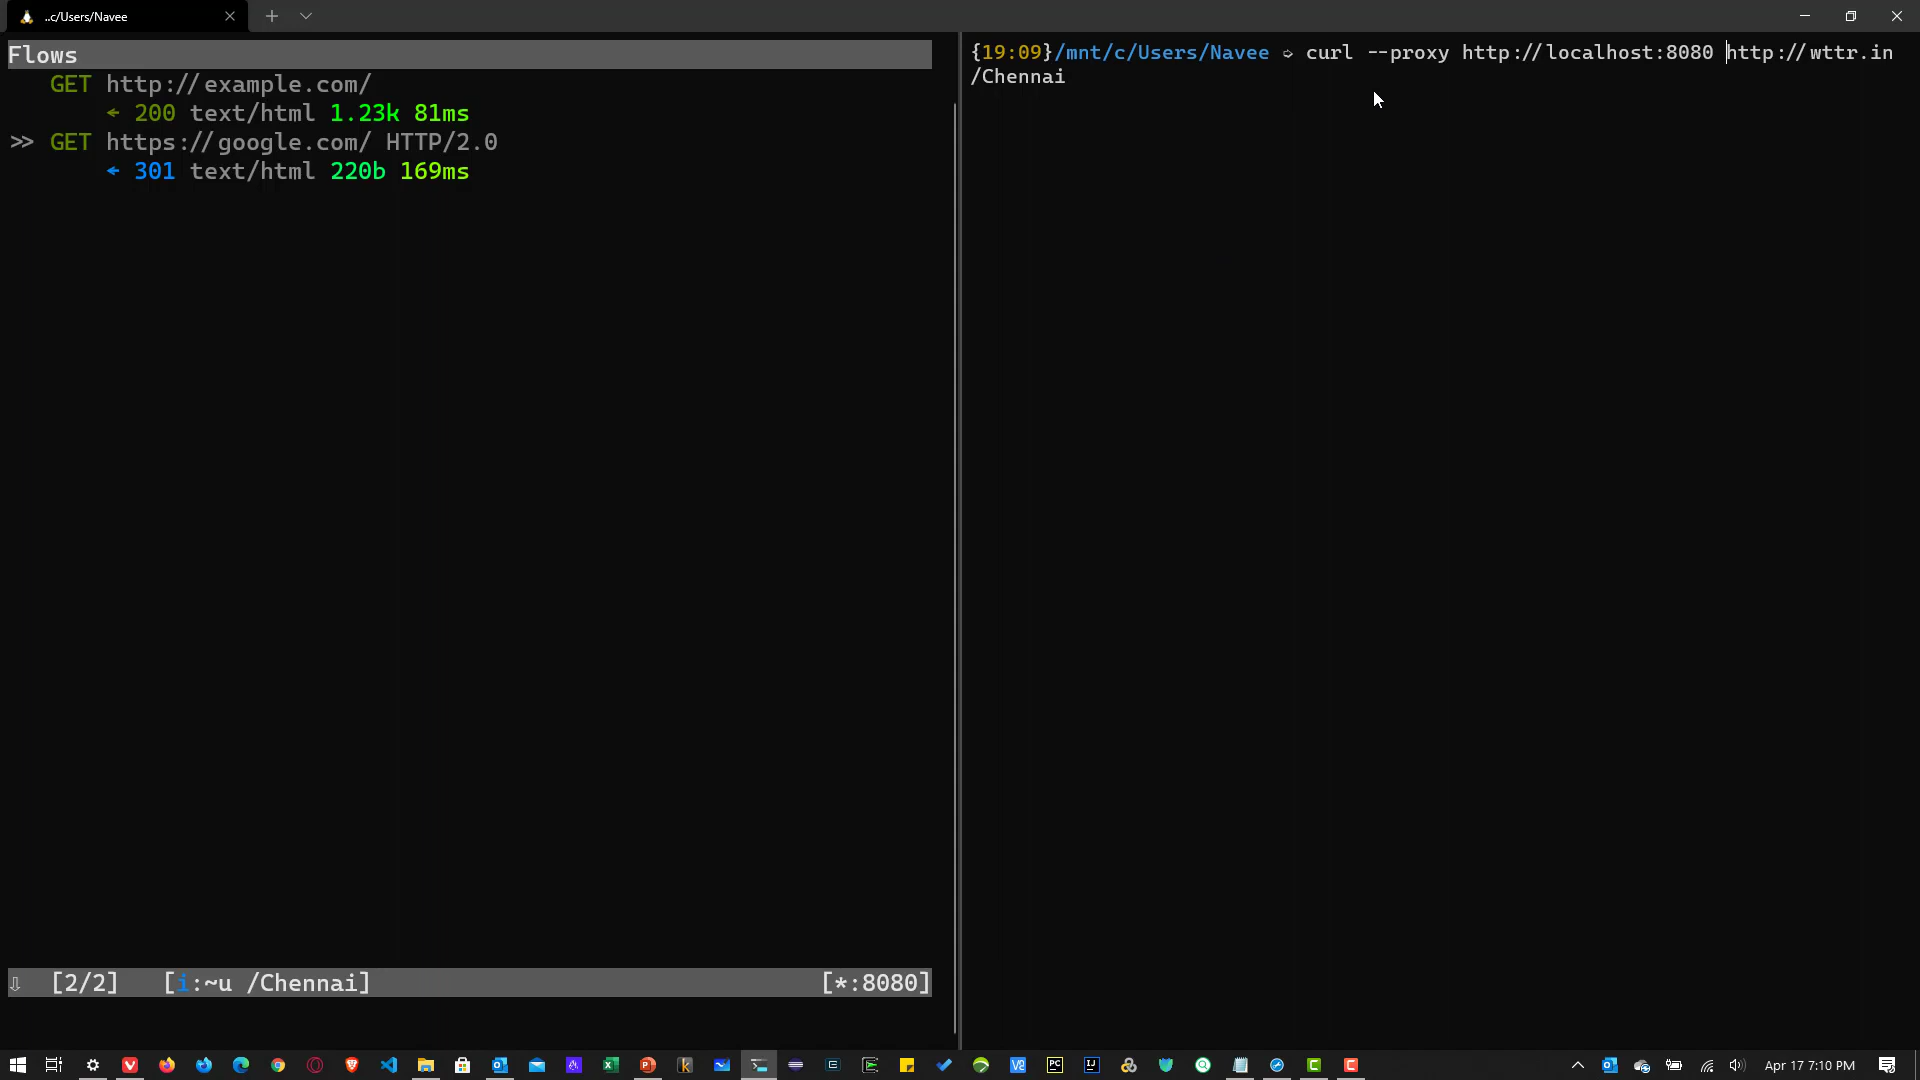 ..c/Users/Navee
Flows
GET http://example.com/
← 200 text/html 1.23k 81ms
>> GET https://google.com/ HTTP/2.0
← 301 text/html 220b 169ms
⇩ [2/2] [i:~u /Chennai] [*:8080]
{19:09}/mnt/c/Users/Navee ➭ curl --proxy http://localhost:8080 http://wttr.in
/Chennai
Apr 17 7:10 PM